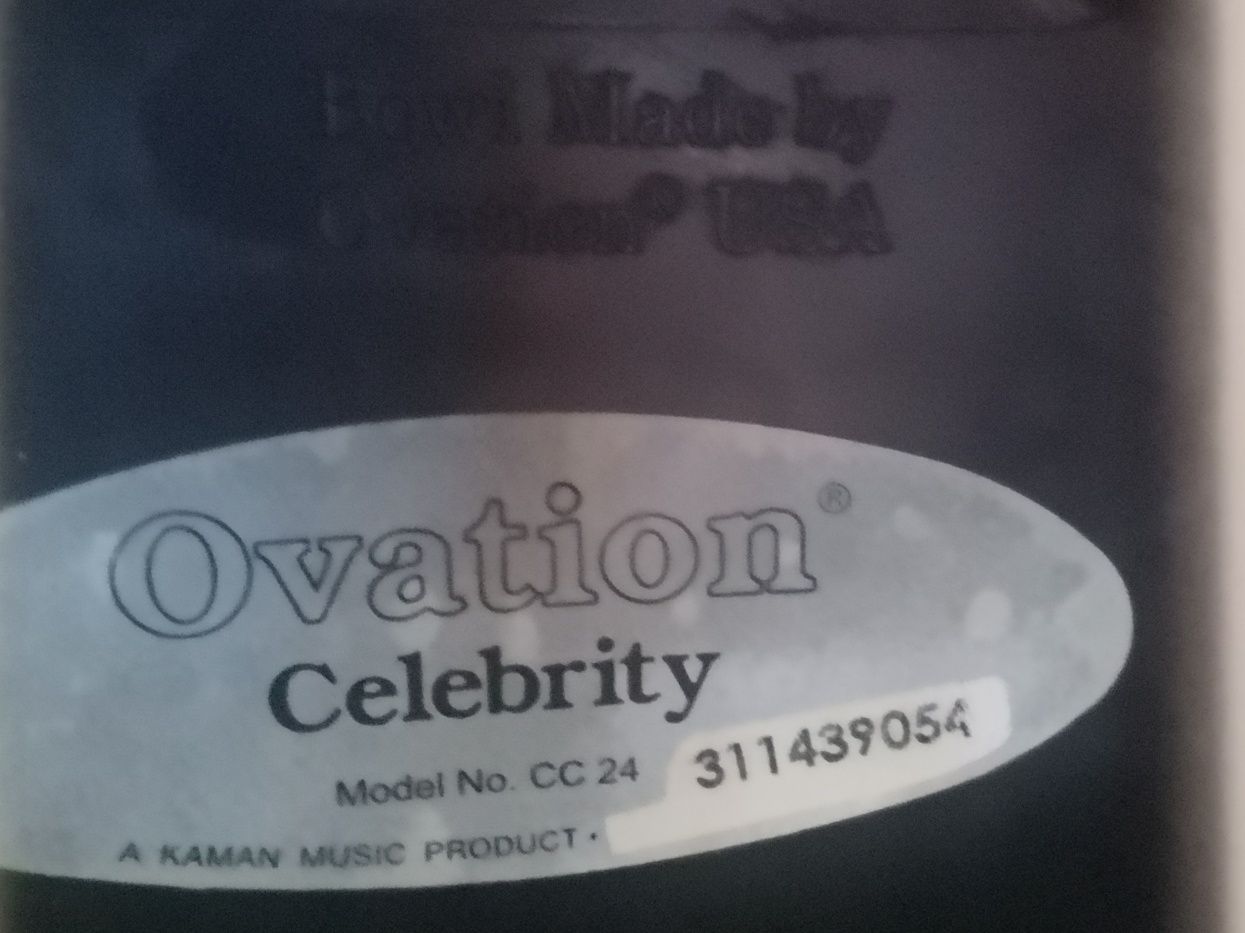 Bowl Made by
Ovation® USA
Ovation®
Celebrity
Model No. CC 24 311439054
A KAMAN MUSIC PRODUCT •